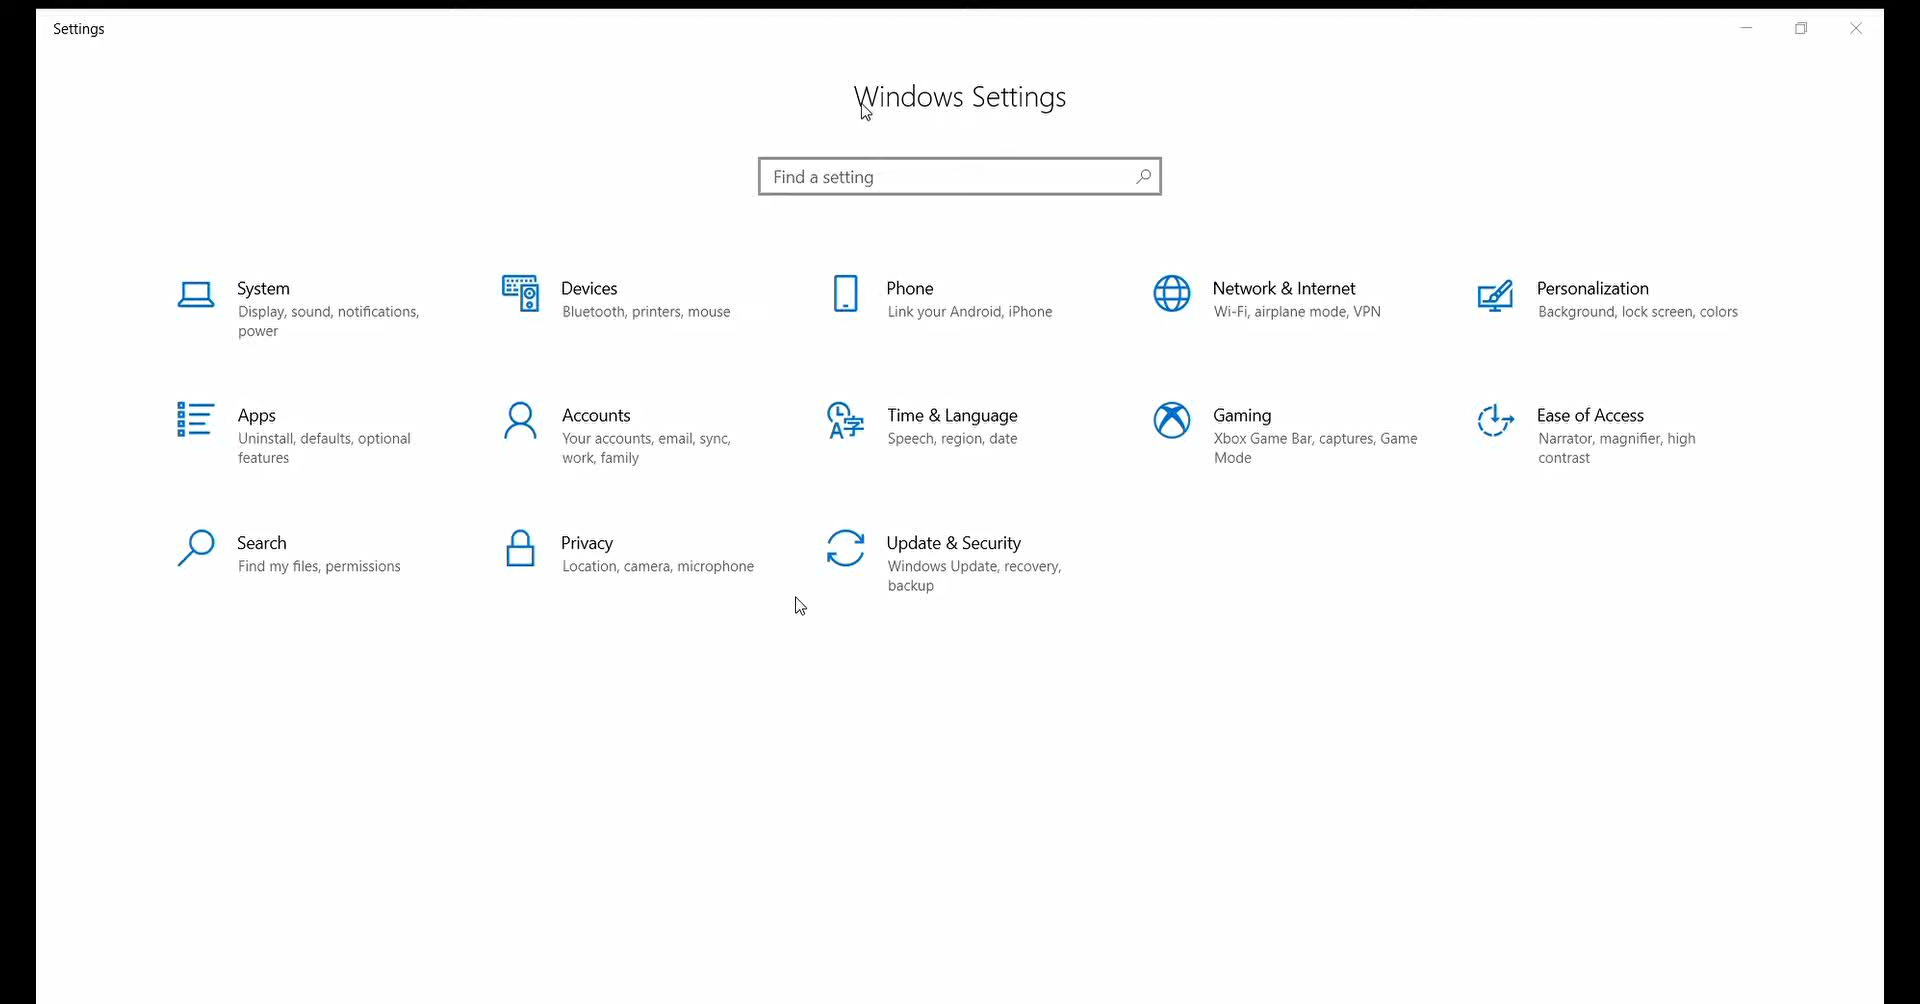 Settings
Windows Settings
Find a setting
System
Display, sound, notifications,
power
Devices
Bluetooth, printers, mouse
Phone
Link your Android, iPhone
Network & Internet
Wi-Fi, airplane mode, VPN
Personalization
Background, lock screen, colors
Apps
Uninstall, defaults, optional
features
Accounts
Your accounts, email, sync,
work, family
Time & Language
Speech, region, date
Gaming
Xbox Game Bar, captures, Game
Mode
Ease of Access
Narrator, magnifier, high
contrast
Search
Find my files, permissions
Privacy
Location, camera, microphone
Update & Security
Windows Update, recovery,
backup